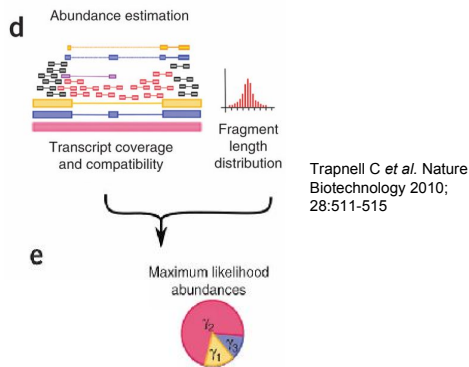 d
Abundance estimation
Transcript coverage
and compatibility
Fragment
length
distribution
Trapnell C et al. Nature
Biotechnology 2010;
28:511-515
e
Maximum likelihood
abundances
γ2
γ3
γ1